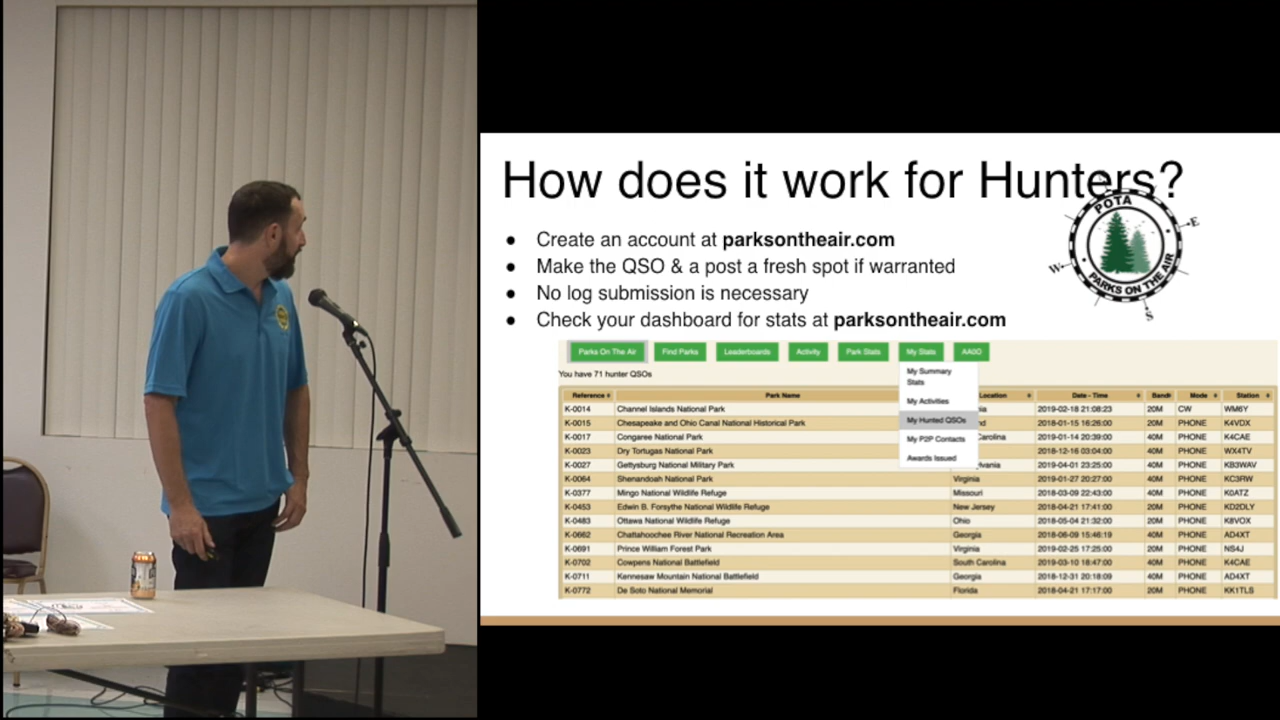 How does it work for Hunters?
● Create an account at parksontheair.com
● Make the QSO & a post a fresh spot if warranted
● No log submission is necessary
● Check your dashboard for stats at parksontheair.com
POTA
PARKS ON THE AIR
E
W
S
Parks On The Air Find Parks Leaderboards Activity Park Stats My Stats AA0O
You have 71 hunter QSOs
My Summary
Stats
My Activities
My Hunted QSOs
My P2P Contacts
Awards Issued
Reference Park Name Location Date - Time Band Mode Station
K-0014 Channel Islands National Park ia 2019-02-18 21:08:23 20M CW WM6Y
K-0015 Chesapeake and Ohio Canal National Historical Park nd 2018-01-15 16:26:00 20M PHONE K4VDX
K-0017 Congaree National Park Carolina 2019-01-14 20:39:00 40M PHONE K4CAE
K-0023 Dry Tortugas National Park 2018-12-16 03:04:00 20M PHONE WX4TV
K-0027 Gettysburg National Military Park lvania 2019-04-01 23:25:00 40M PHONE KB3WAV
K-0064 Shenandoah National Park Virginia 2019-01-27 20:27:00 40M PHONE KC3RW
K-0377 Mingo National Wildlife Refuge Missouri 2018-03-09 22:43:00 40M PHONE K0ATZ
K-0453 Edwin B. Forsythe National Wildlife Refuge New Jersey 2018-04-21 17:41:00 20M PHONE KD2DLY
K-0483 Ottawa National Wildlife Refuge Ohio 2018-05-04 21:32:00 20M PHONE K8VOX
K-0662 Chattahoochee River National Recreation Area Georgia 2018-06-09 15:46:19 40M PHONE AD4XT
K-0691 Prince William Forest Park Virginia 2019-02-25 17:25:00 20M PHONE NS4J
K-0702 Cowpens National Battlefield South Carolina 2019-03-10 18:47:00 40M PHONE K4CAE
K-0711 Kennesaw Mountain National Battlefield Georgia 2018-12-31 20:18:09 40M PHONE AD4XT
K-0772 De Soto National Memorial Florida 2018-04-21 17:17:00 20M PHONE KK1TLS